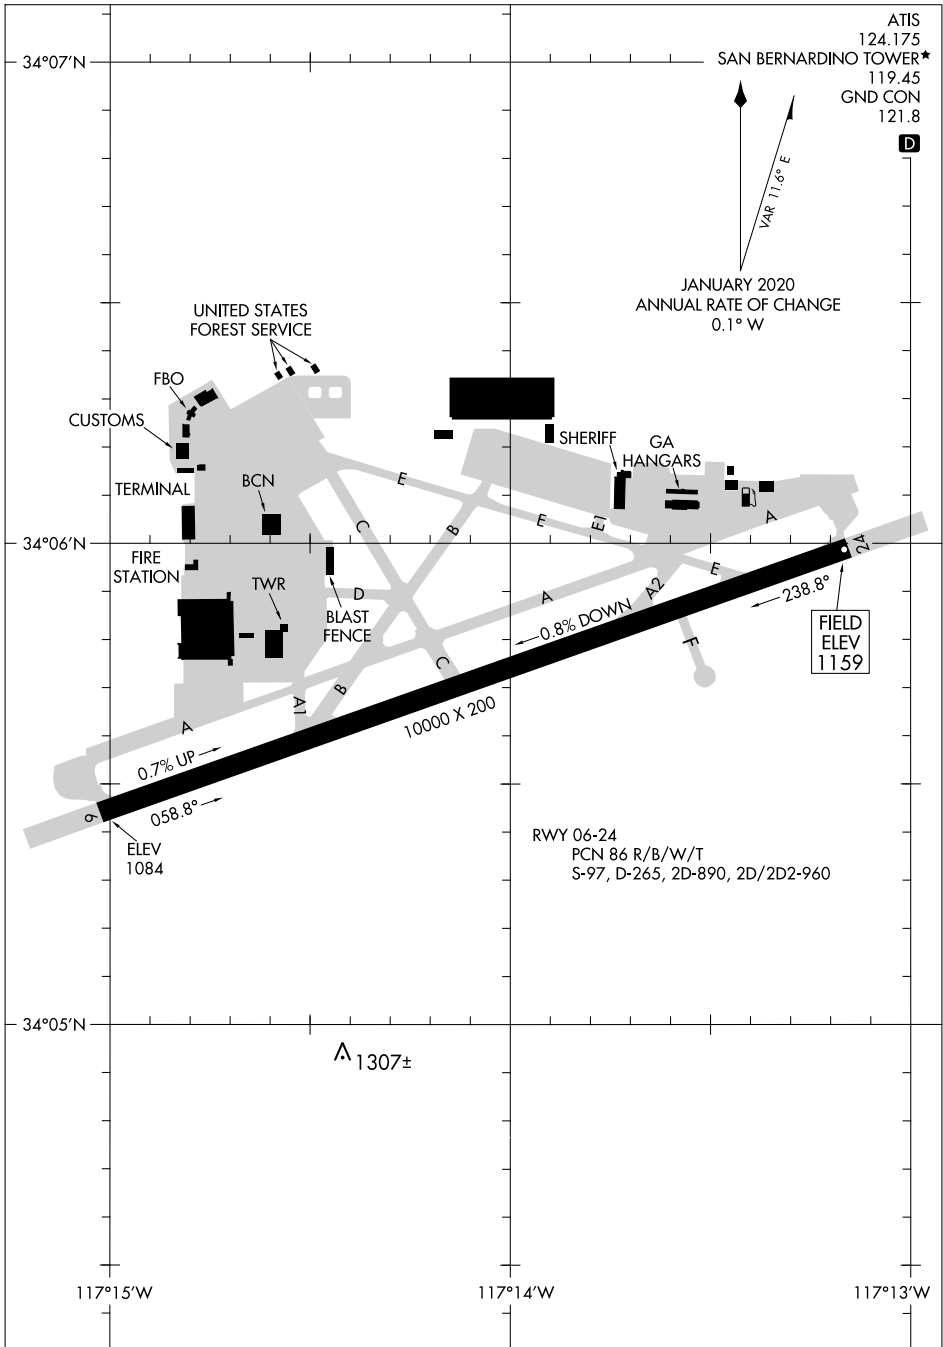 ATIS
124.175
34°07'N
SAN BERNARDINO TOWER★
119.45
GND CON
121.8
D
VAR 11.6° E
JANUARY 2020
ANNUAL RATE OF CHANGE
0.1° W
UNITED STATES
FOREST SERVICE
FBO
CUSTOMS
TERMINAL
BCN
SHERIFF
GA
HANGARS
E
C
B
E
E1
A
34°06'N
24
FIRE
STATION
TWR
D
BLAST
FENCE
A
A2
E
238.8°
0.8% DOWN
FIELD
ELEV
1159
F
C
B
A1
A
10000 X 200
0.7% UP
058.8°
6
ELEV
1084
RWY 06-24
PCN 86 R/B/W/T
S-97, D-265, 2D-890, 2D/2D2-960
34°05'N
1307±
117°15'W
117°14'W
117°13'W